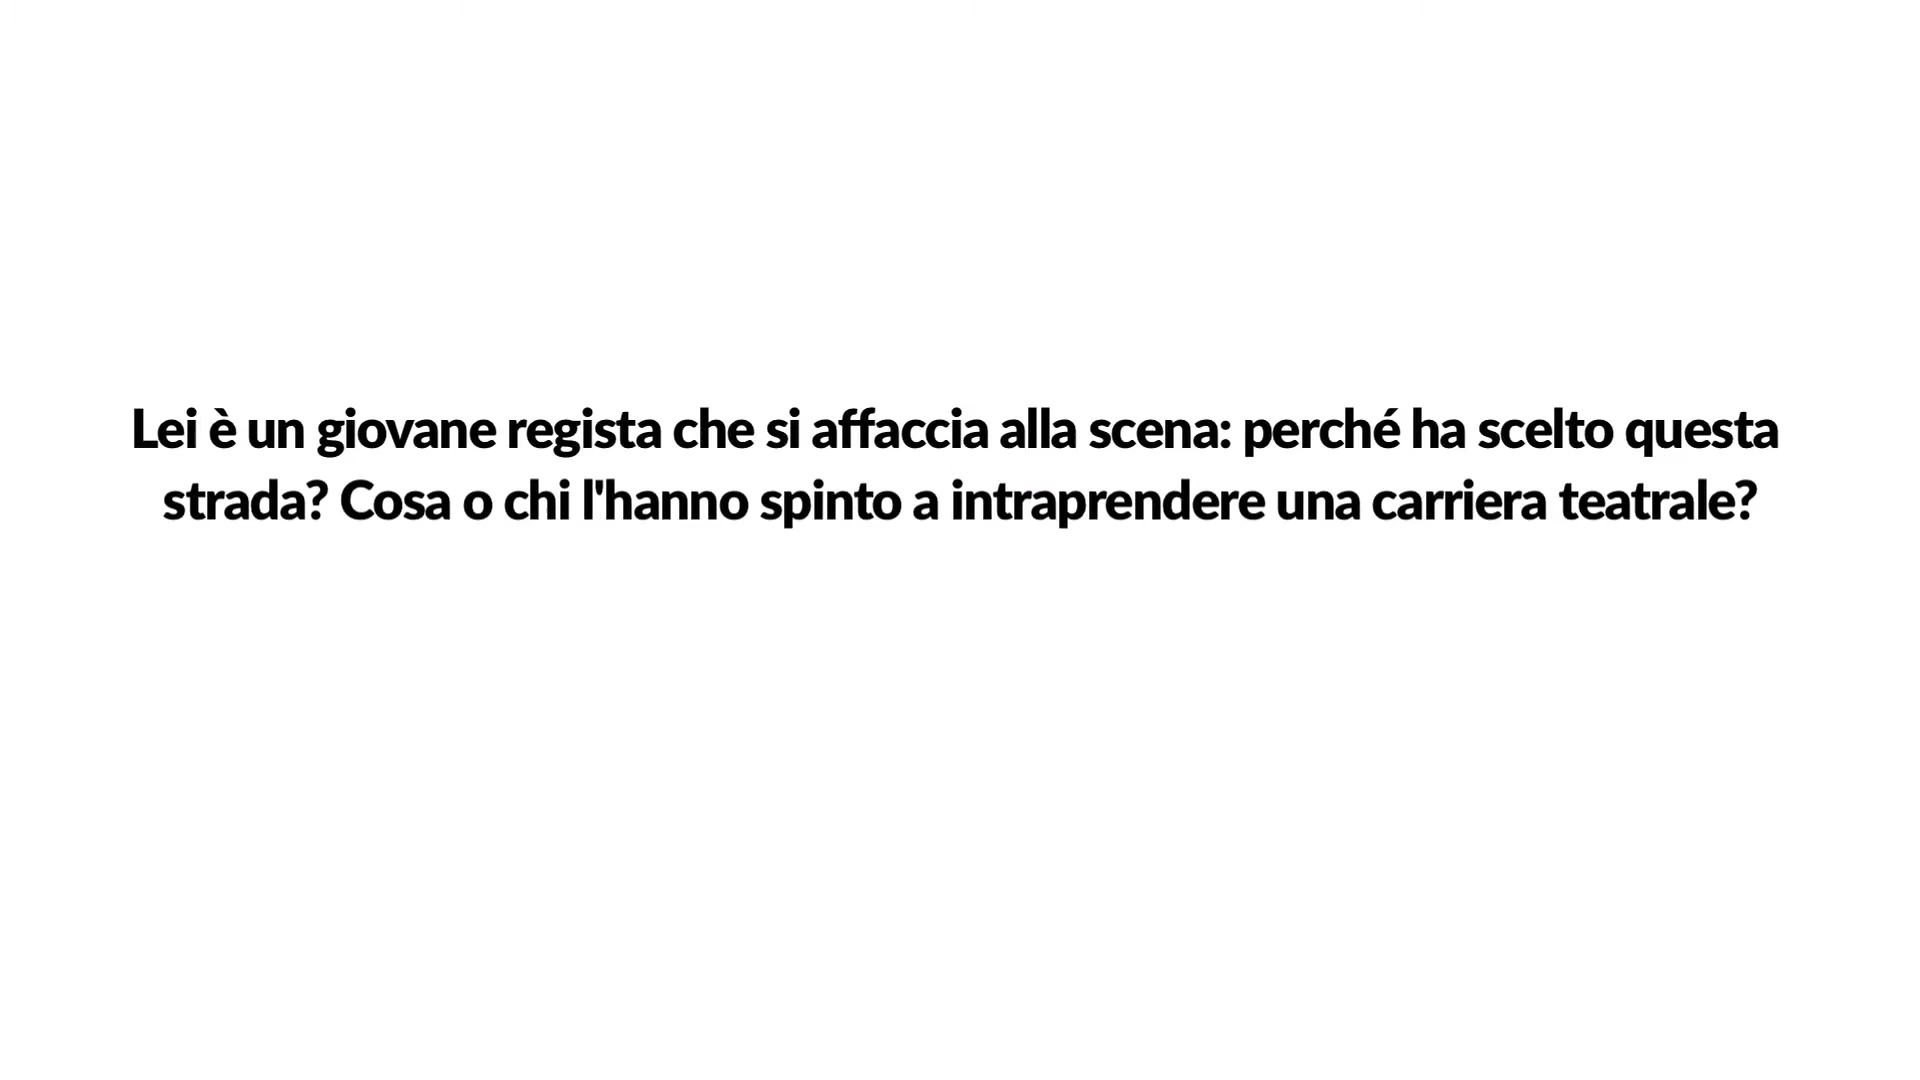 Lei è un giovane regista che si affaccia alla scena: perché ha scelto questa
strada? Cosa o chi l'hanno spinto a intraprendere una carriera teatrale?